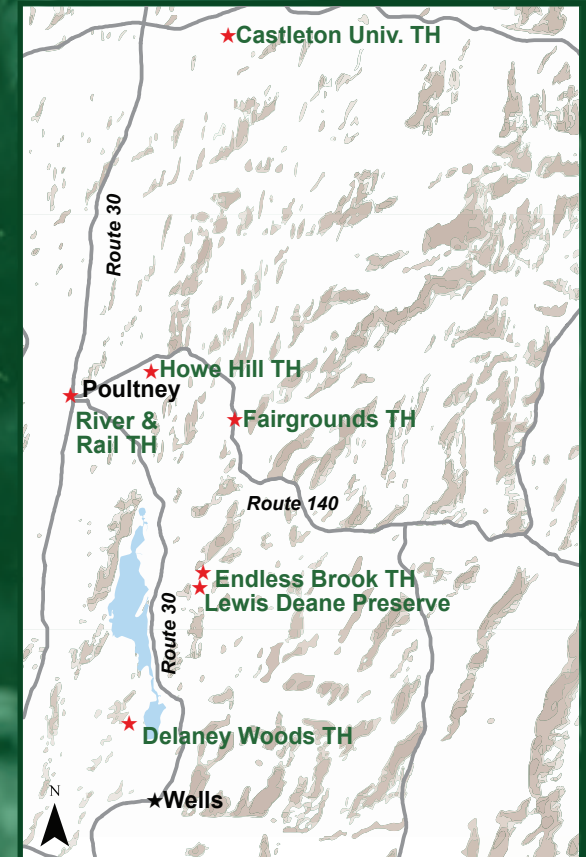 Castleton Univ. TH
Route 30
Howe Hill TH
Poultney
River &
Rail TH
Fairgrounds TH
Route 140
Endless Brook TH
Lewis Deane Preserve
Route 30
Delaney Woods TH
Wells
N